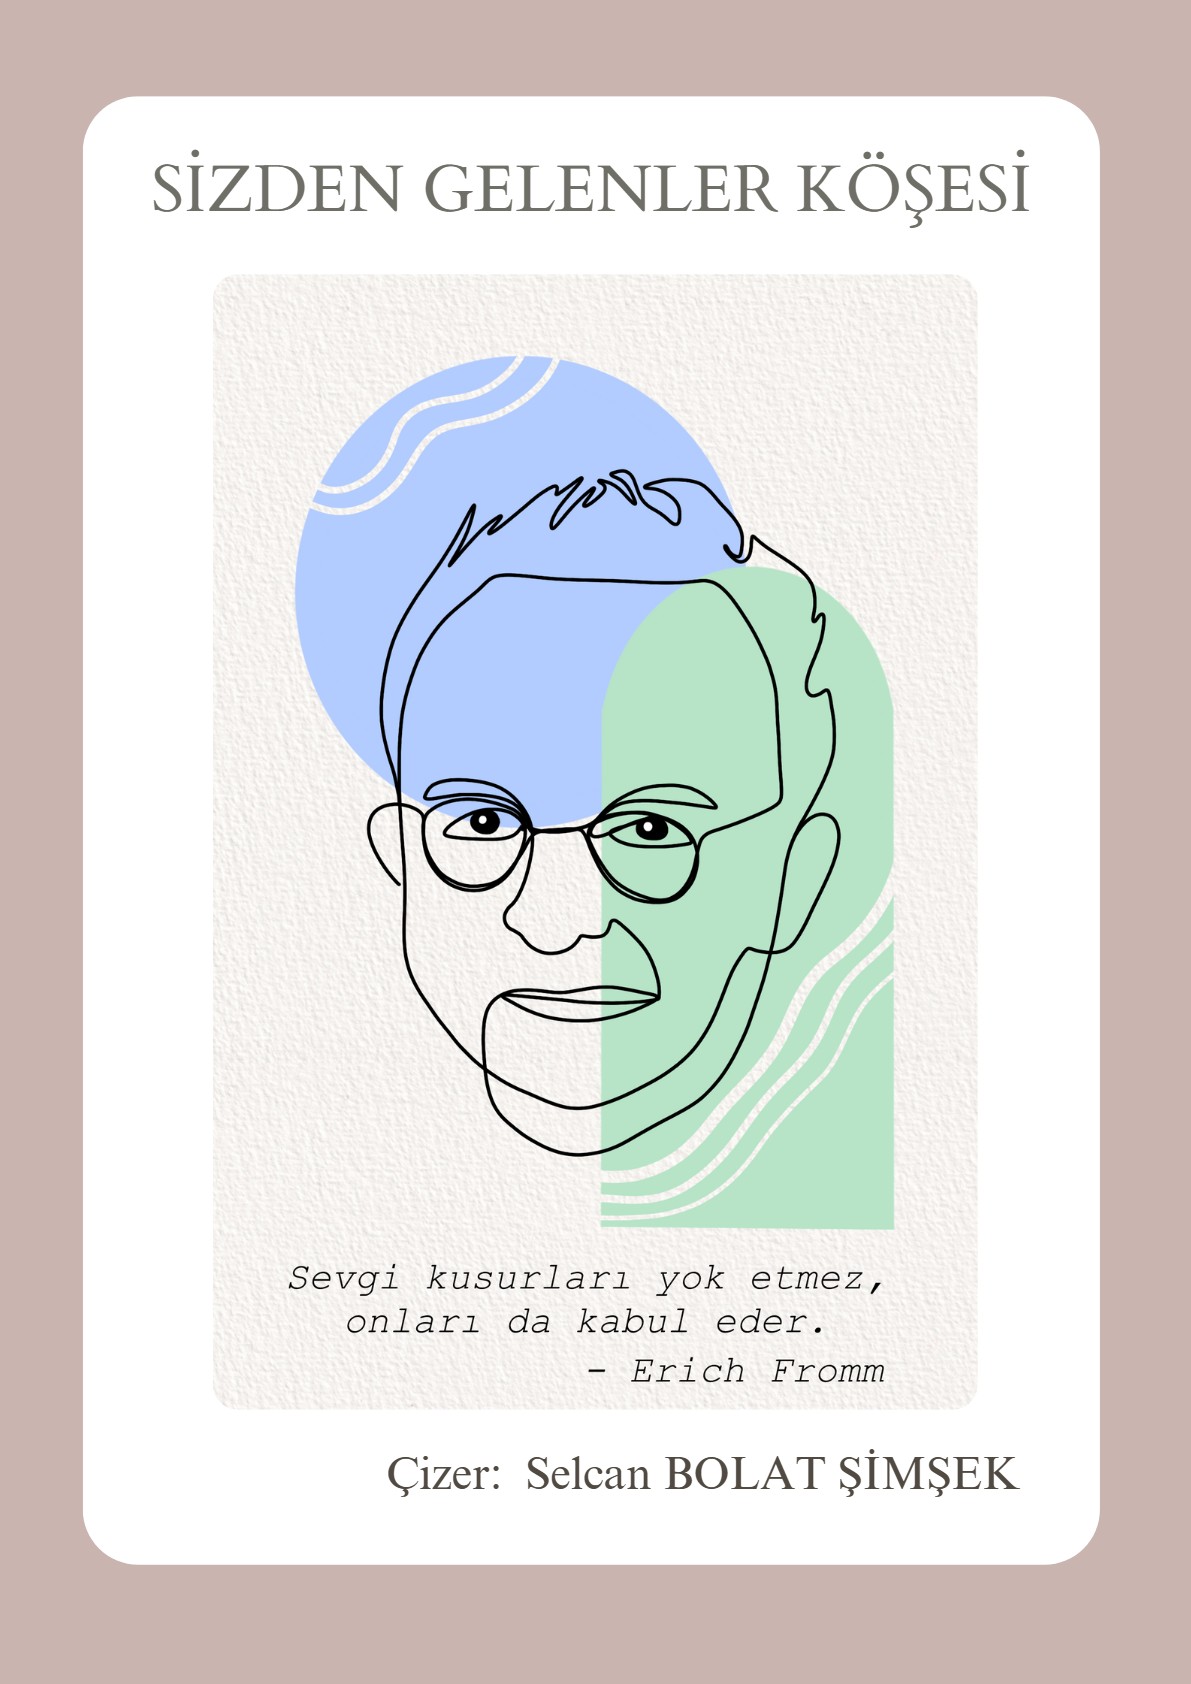 SİZDEN GELENLER KÖŞESİ
Sevgi kusurları yok etmez,
onları da kabul eder.
- Erich Fromm
Çizer: Selcan BOLAT ŞİMŞEK